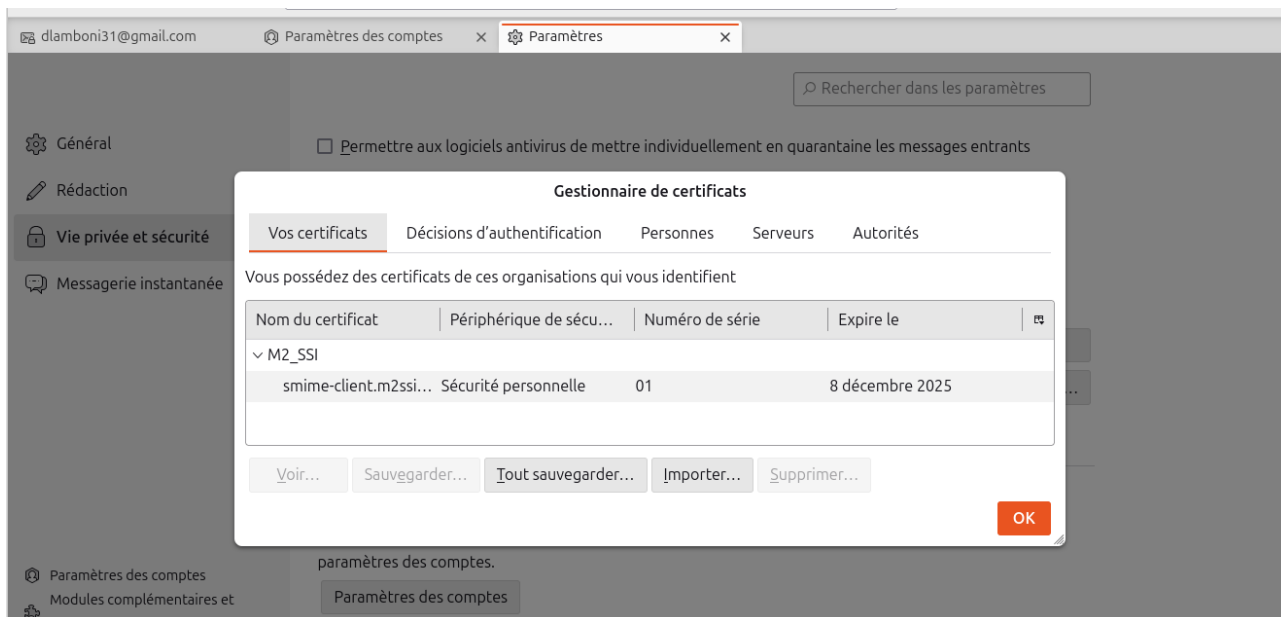 dlamboni31@gmail.com Paramètres des comptes Paramètres
Rechercher dans les paramètres
Général
Permettre aux logiciels antivirus de mettre individuellement en quarantaine les messages entrants
Rédaction
Vie privée et sécurité
Messagerie instantanée
Gestionnaire de certificats
Vos certificats Décisions d'authentification Personnes Serveurs Autorités
Vous possédez des certificats de ces organisations qui vous identifient
Nom du certificat Périphérique de sécu… Numéro de série Expire le
M2_SSI
smime-client.m2ssi… Sécurité personnelle 01 8 décembre 2025
Voir… Sauvegarder… Tout sauvegarder… Importer… Supprimer…
OK
paramètres des comptes.
Paramètres des comptes
Paramètres des comptes
Modules complémentaires et